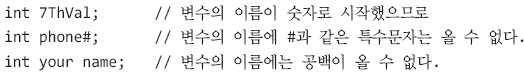 int 7ThVal; // 변수의 이름이 숫자로 시작했으므로
int phone#; // 변수의 이름에 #과 같은 특수문자는 올 수 없다.
int your name; // 변수의 이름에는 공백이 올 수 없다.